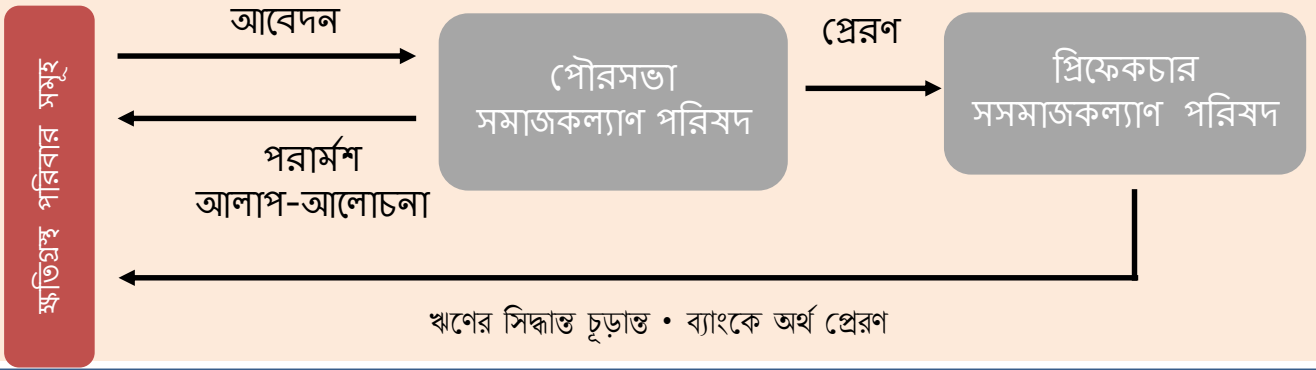 ক্ষতিগ্রস্থ পরিবার সমূহ
আবেদন
পরার্মশ
আলাপ-আলোচনা
পৌরসভা
সমাজকল্যাণ পরিষদ
প্রেরণ
প্রিফেকচার
সসমাজকল্যাণ পরিষদ
ঋণের সিদ্ধান্ত চূড়ান্ত • ব্যাংকে অর্থ প্রেরণ